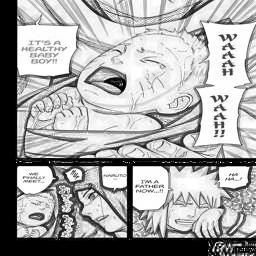 IT'S A
HEALTHY
BABY
BOY!!
WAAAH
WAAH!!
WE
FINALLY
MEET...
NARUTO
...
I'M A
FATHER
NOW...!!
HA
HA...!